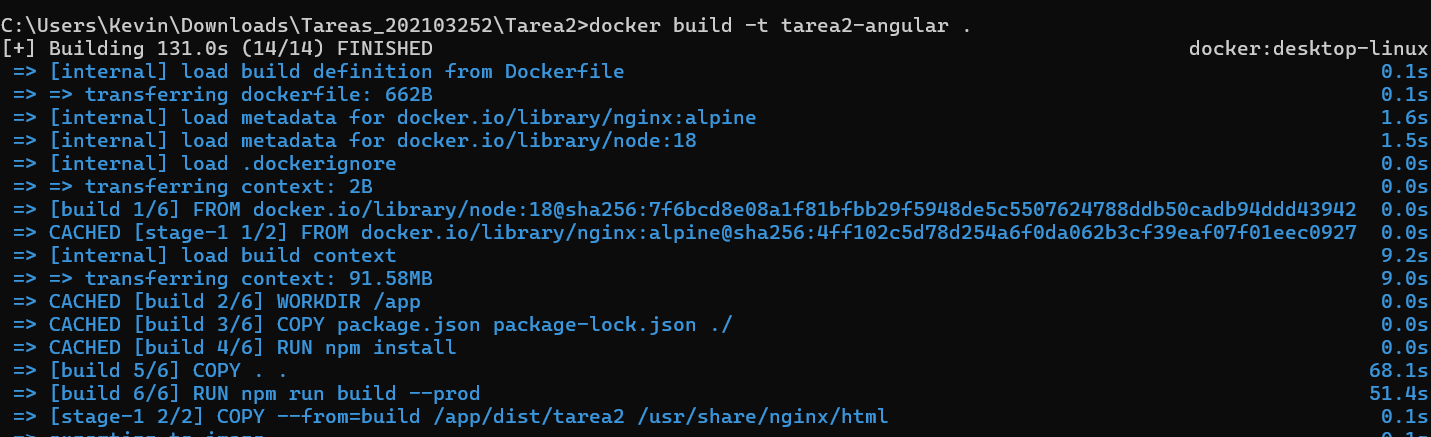 C:\Users\Kevin\Downloads\Tareas_202103252\Tarea2>docker build -t tarea2-angular .
[+] Building 131.0s (14/14) FINISHED docker:desktop-linux
=> [internal] load build definition from Dockerfile 0.1s
=> => transferring dockerfile: 662B 0.1s
=> [internal] load metadata for docker.io/library/nginx:alpine 1.6s
=> [internal] load metadata for docker.io/library/node:18 1.5s
=> [internal] load .dockerignore 0.0s
=> => transferring context: 2B 0.0s
=> [build 1/6] FROM docker.io/library/node:18@sha256:7f6bcd8e08a1f81bfbb29f5948de5c5507624788ddb50cadb94ddd43942 0.0s
=> CACHED [stage-1 1/2] FROM docker.io/library/nginx:alpine@sha256:4ff102c5d78d254a6f0da062b3cf39eaf07f01eec0927 0.0s
=> [internal] load build context 9.2s
=> => transferring context: 91.58MB 9.0s
=> CACHED [build 2/6] WORKDIR /app 0.0s
=> CACHED [build 3/6] COPY package.json package-lock.json ./ 0.0s
=> CACHED [build 4/6] RUN npm install 0.0s
=> [build 5/6] COPY . . 68.1s
=> [build 6/6] RUN npm run build --prod 51.4s
=> [stage-1 2/2] COPY --from=build /app/dist/tarea2 /usr/share/nginx/html 0.1s